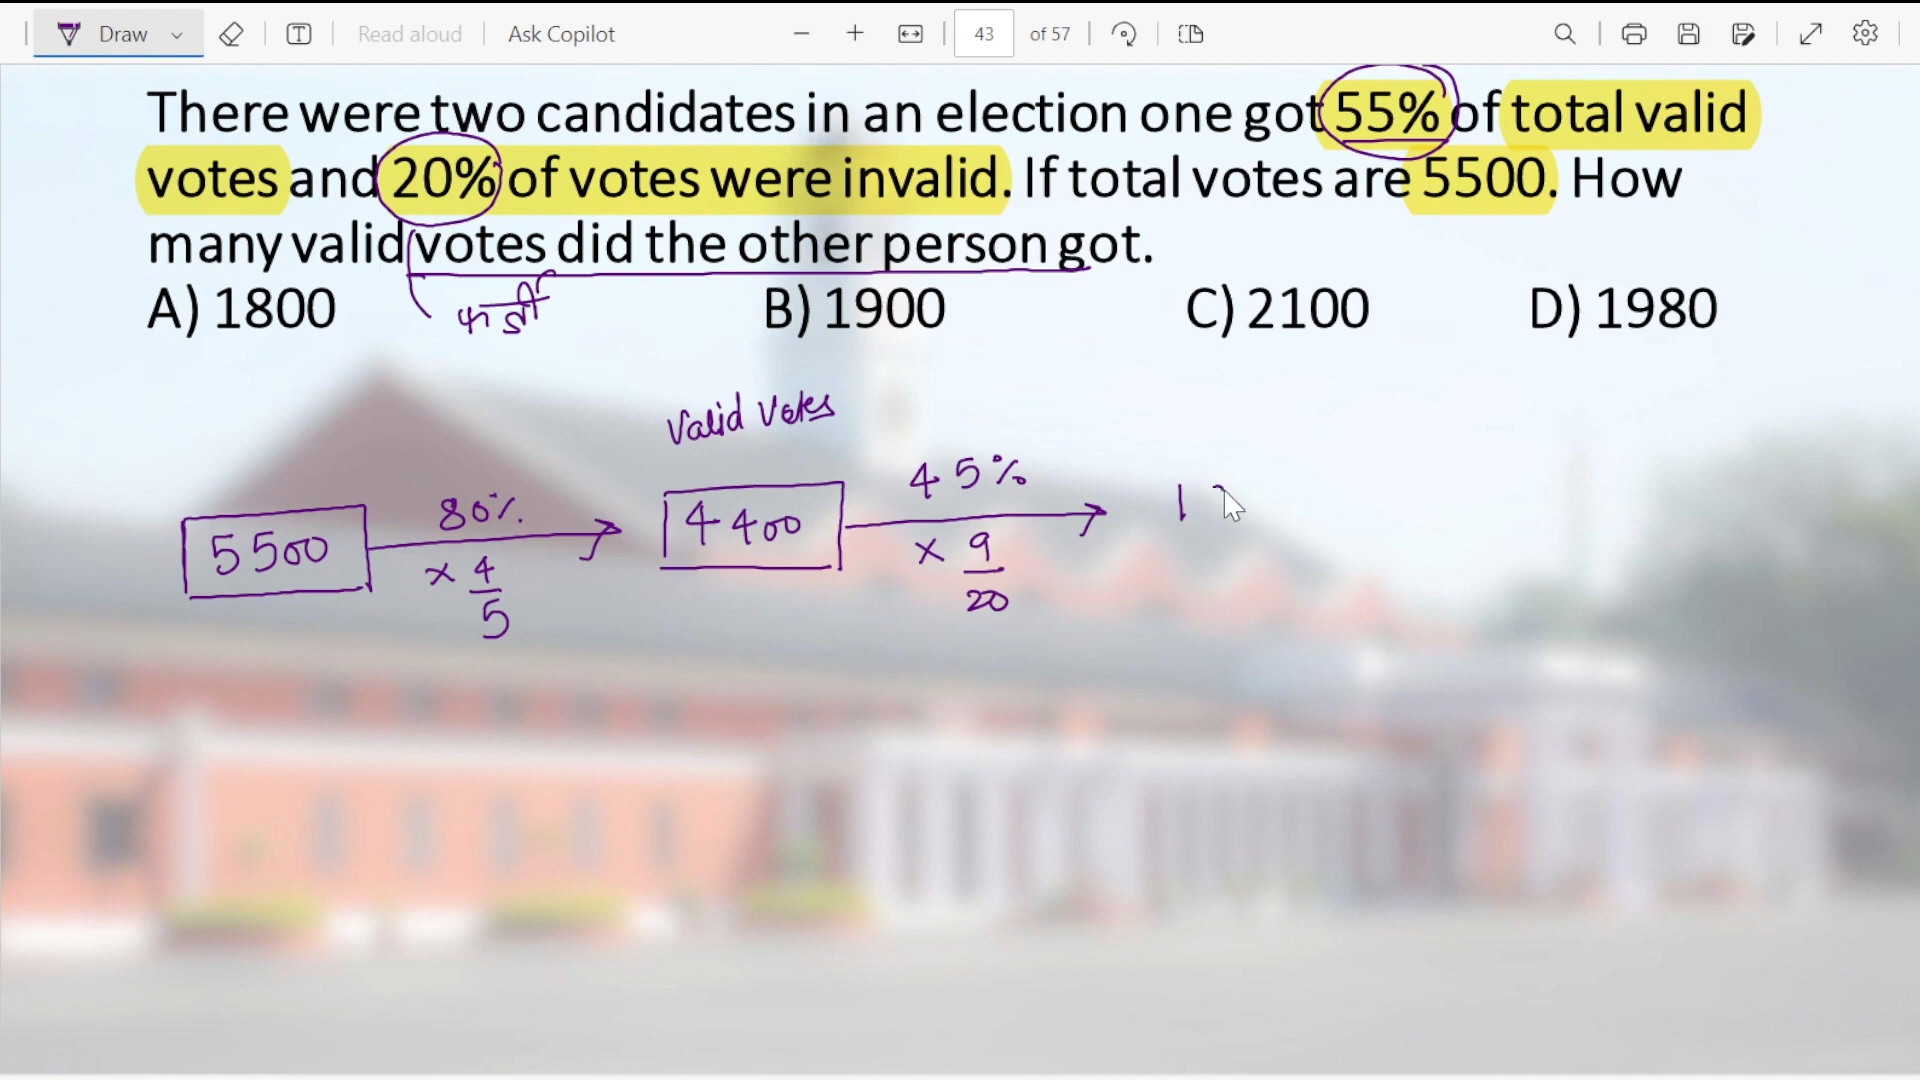 Draw Read aloud Ask Copilot 43 of 57
There were two candidates in an election one got 55% of total valid
votes and 20% of votes were invalid. If total votes are 5500. How
many valid votes did the other person got.
A) 1800 B) 1900 C) 2100 D) 1980
Valid Votes
5500 80% 4400 45% 1
× 4/5 × 9/20